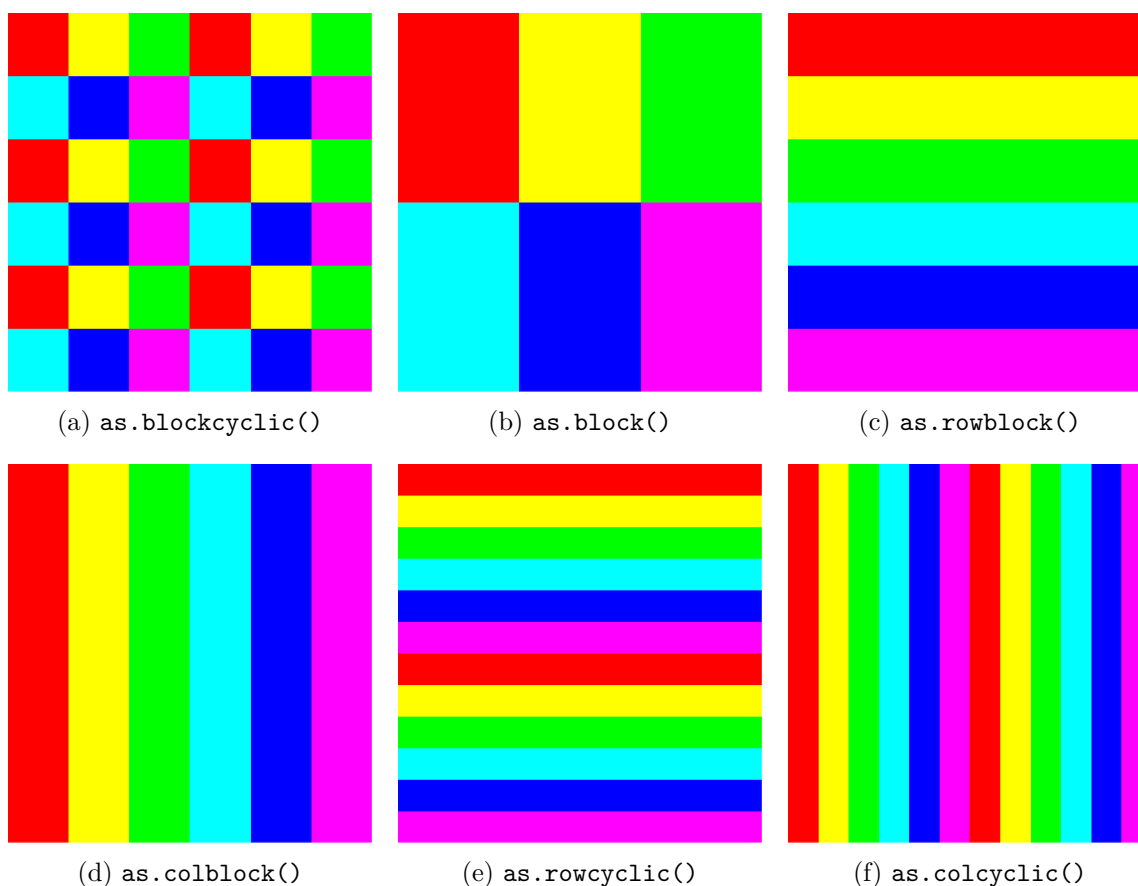 (a) as.blockcyclic()
(b) as.block()
(c) as.rowblock()
(d) as.colblock()
(e) as.rowcyclic()
(f) as.colcyclic()